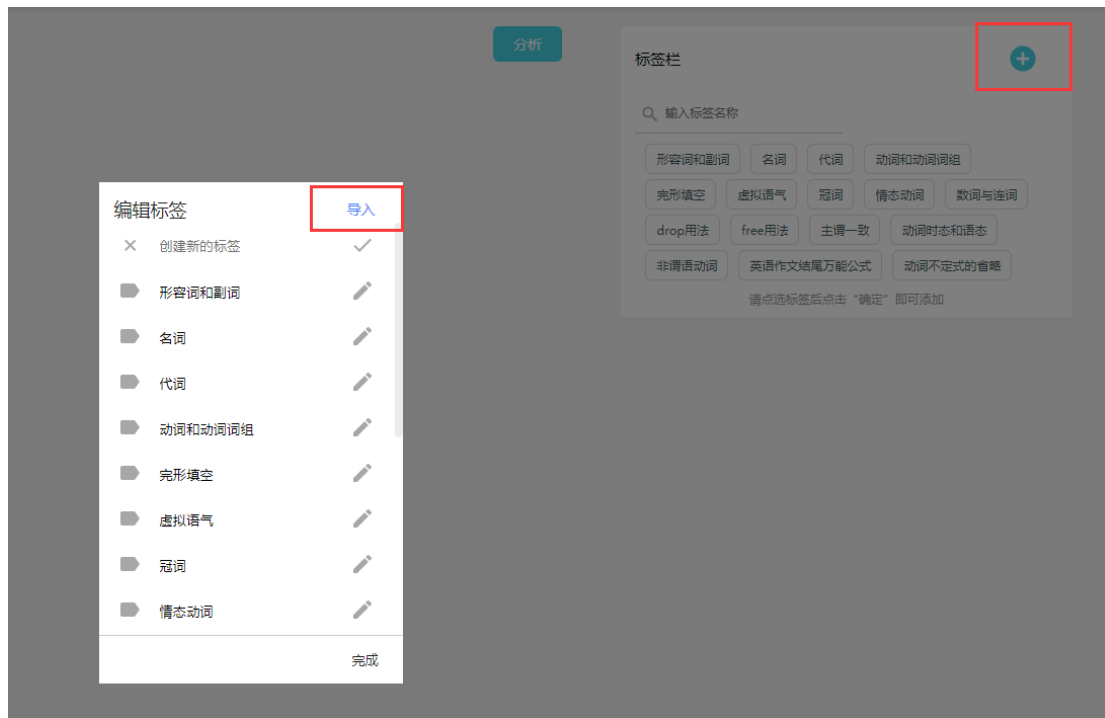 分析
标签栏
输入标签名称
形容词和副词 名词 代词 动词和动词词组
完形填空 虚拟语气 冠词 情态动词 数词与连词
drop用法 free用法 主谓一致 动词时态和语态
非谓语动词 英语作文结尾万能公式 动词不定式的省略
请点选标签后点击“确定”即可添加
编辑标签 导入
创建新的标签
形容词和副词
名词
代词
动词和动词词组
完形填空
虚拟语气
冠词
情态动词
完成